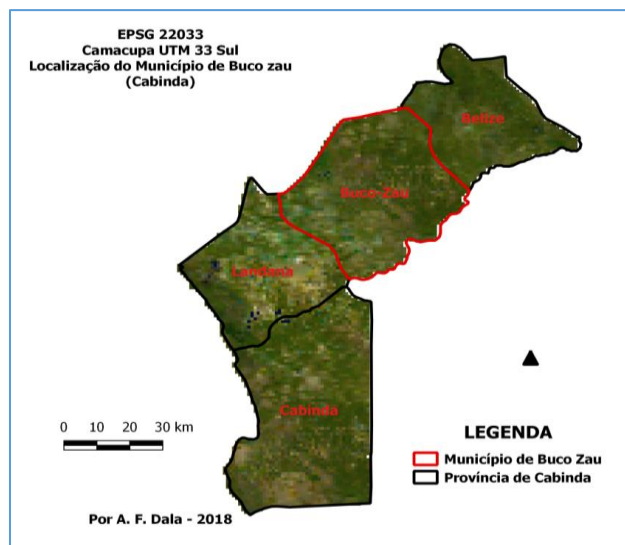 EPSG 22033
Camacupa UTM 33 Sul
Localização do Município de Buco zau
(Cabinda)
Belize
Buco-Zau
Landana
Cabinda
0 10 20 30 km
LEGENDA
Município de Buco Zau
Província de Cabinda
Por A. F. Dala - 2018